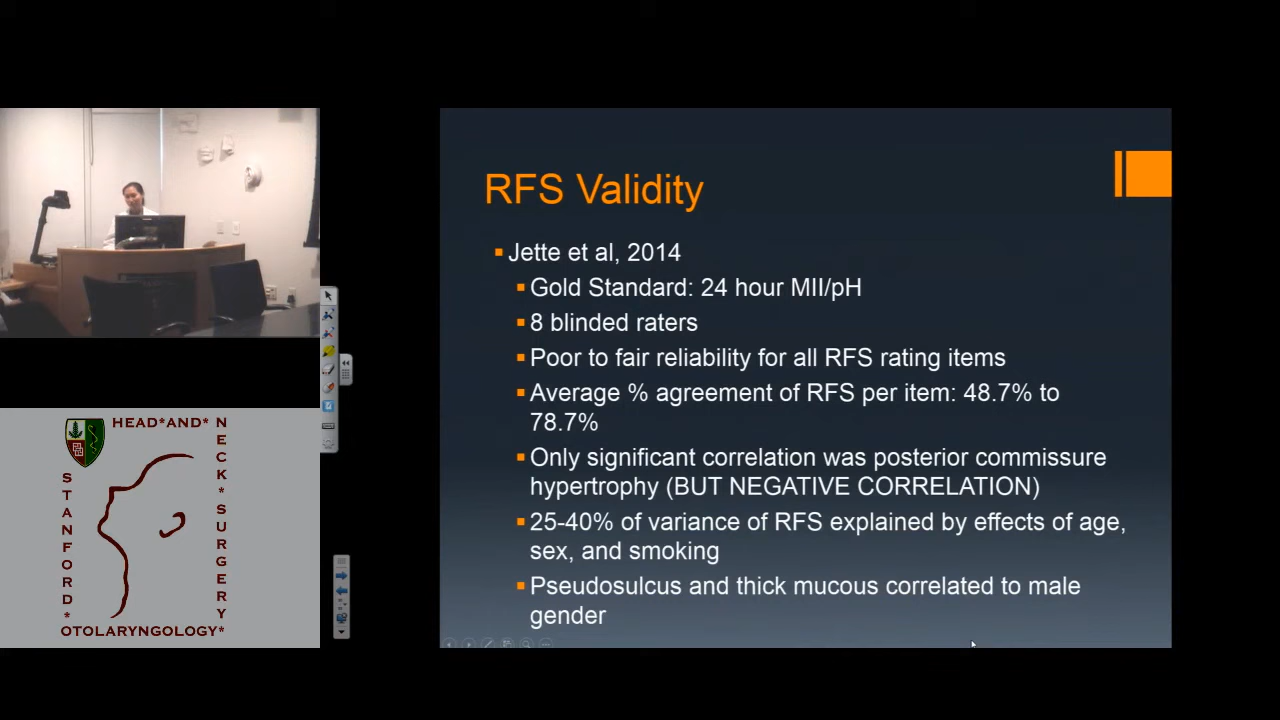 RFS Validity
Jette et al, 2014
Gold Standard: 24 hour MII/pH
8 blinded raters
Poor to fair reliability for all RFS rating items
Average % agreement of RFS per item: 48.7% to
78.7%
Only significant correlation was posterior commissure
hypertrophy (BUT NEGATIVE CORRELATION)
25-40% of variance of RFS explained by effects of age,
sex, and smoking
Pseudosulcus and thick mucous correlated to male
gender
HEAD*AND*
NECK*SURGERY*
STANFORD*
OTOLARYNGOLOGY*